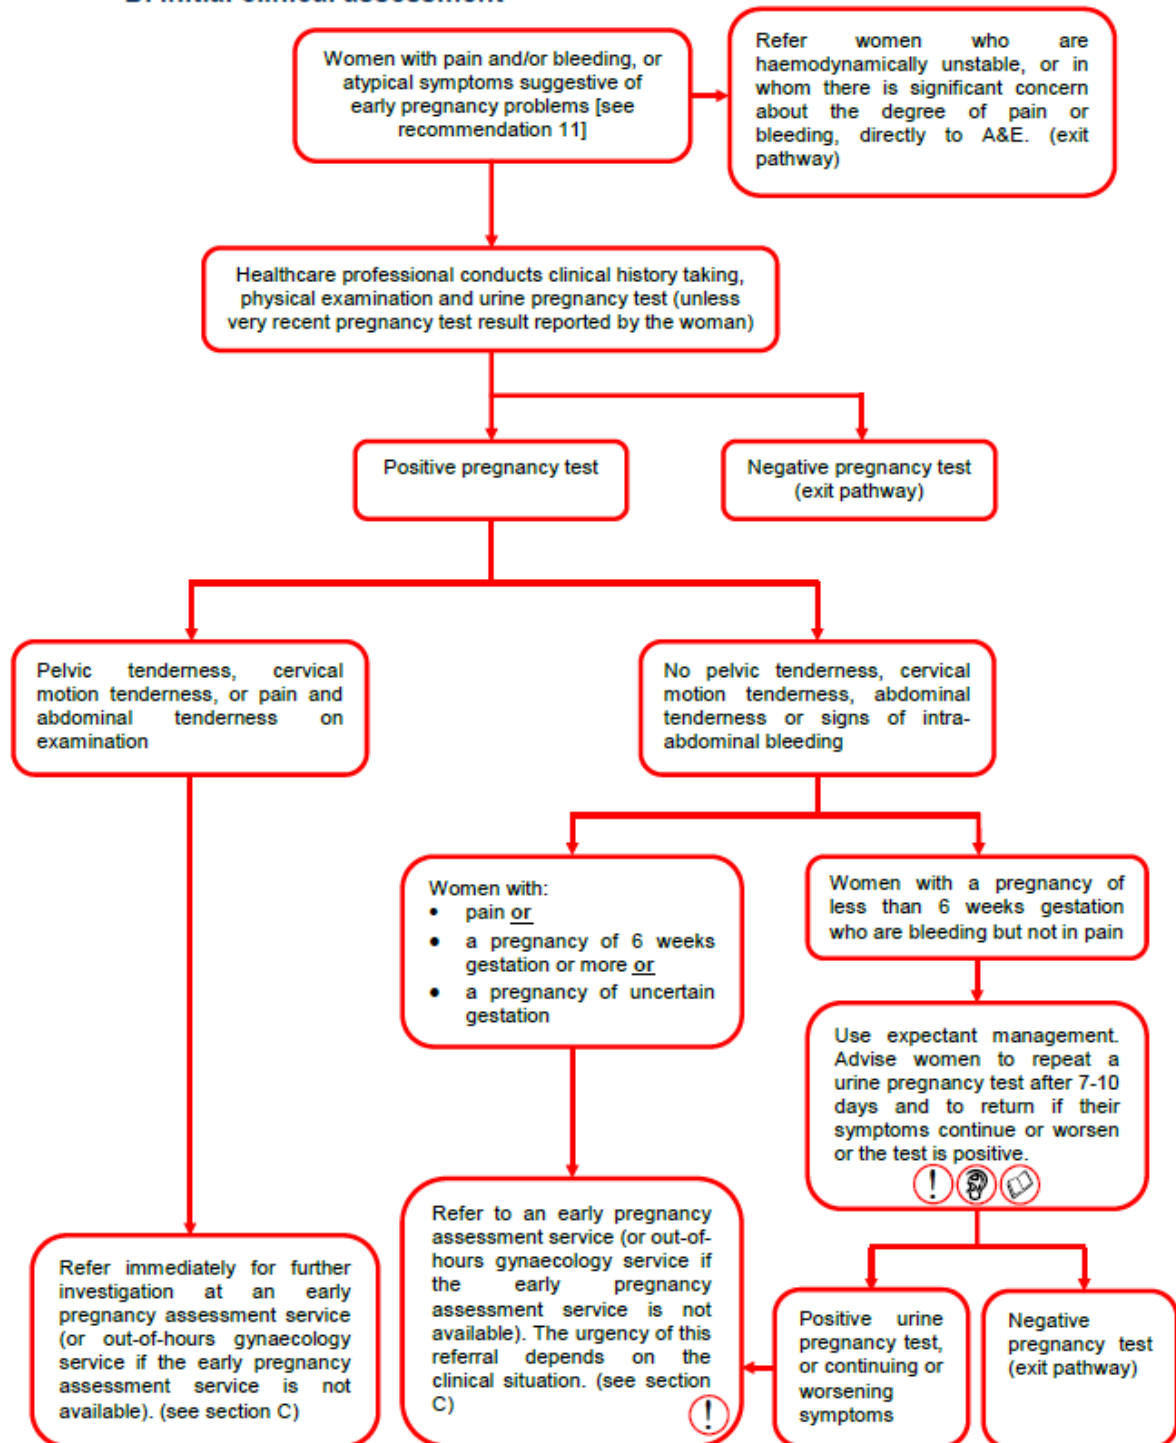 B. Initial clinical assessment
Women with pain and/or bleeding, or
atypical symptoms suggestive of
early pregnancy problems [see
recommendation 11]
Refer women who are
haemodynamically unstable, or in
whom there is significant concern
about the degree of pain or
bleeding, directly to A&E. (exit
pathway)
Healthcare professional conducts clinical history taking,
physical examination and urine pregnancy test (unless
very recent pregnancy test result reported by the woman)
Positive pregnancy test
Negative pregnancy test
(exit pathway)
Pelvic tenderness, cervical
motion tenderness, or pain and
abdominal tenderness on
examination
No pelvic tenderness, cervical
motion tenderness, abdominal
tenderness or signs of intra-
abdominal bleeding
Women with:
• pain or
• a pregnancy of 6 weeks
gestation or more or
• a pregnancy of uncertain
gestation
Women with a pregnancy of
less than 6 weeks gestation
who are bleeding but not in pain
Use expectant management.
Advise women to repeat a
urine pregnancy test after 7-10
days and to return if their
symptoms continue or worsen
or the test is positive.
!
Refer immediately for further
investigation at an early
pregnancy assessment service
(or out-of-hours gynaecology
service if the early pregnancy
assessment service is not
available). (see section C)
Refer to an early pregnancy
assessment service (or out-of-
hours gynaecology service if
the early pregnancy
assessment service is not
available). The urgency of this
referral depends on the
clinical situation. (see section
C)
!
Positive urine
pregnancy test,
or continuing or
worsening
symptoms
Negative
pregnancy test
(exit pathway)